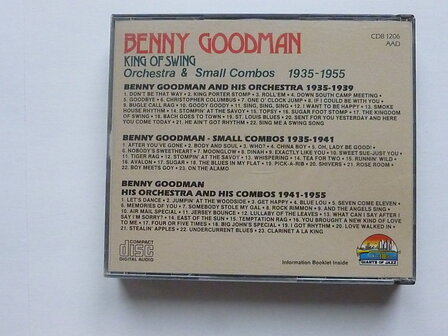 BENNY GOODMAN
CDB 1206
AAD
KING OF SWING
Orchestra & Small Combos 1935-1955
BENNY GOODMAN AND HIS ORCHESTRA 1935-1939
1. DON'T BE THAT WAY • 2. KING PORTER STOMP • 3. ROLL'EM • 4. DOWN SOUTH CAMP MEETING •
5. GOODBYE • 6. CHRISTOPHER COLUMBUS • 7. ONE O' CLOCK JUMP • 8. IF I COULD BE WITH YOU •
9. BUGLE CALL RAG • 10. GOODY GOODY • 11. SING, SING, SING • 12. I WANT TO BE HAPPY • 13. SMOKE
HOUSE RHYTHM • 14. STOMPIN' AT THE SAVOY • 15. TOPSY • 16. SUGAR FOOT STOMP • 17. THE KINGDOM
OF SWING • 18. BACH GOES TO TOWN • 19. ST. LOUIS BLUES • 20. SENT FOR YOU YESTERDAY AND HERE
YOU COME TODAY • 21. HE AIN'T GOT RHYTHM • 22. SING ME A SWING SONG
BENNY GOODMAN - SMALL COMBOS 1935-1941
1. AFTER YOU'VE GONE • 2. BODY AND SOUL • 3. WHO? • 4. CHINA BOY • 5. OH, LADY BE GOOD! •
6. NOBODY'S SWEETHEART • 7. MOONGLOW • 8. DINAH • 9. EXACTLY LIKE YOU • 10. SWEET SUE-JUST YOU •
11. TIGER RAG • 12. STOMPIN' AT THE SAVOY • 13. WHISPERING • 14. TEA FOR TWO • 15. RUNNIN' WILD
• 16. AVALON • 17. SUGAR • 18. THE BLUES IN MY FLAT • 19. PICK-A-RIB • 20. SHIVERS • 21. ROSE ROOM •
22. BOY MEETS GOY • 23. ON THE ALAMO
BENNY GOODMAN
HIS ORCHESTRA AND HIS COMBOS 1941-1955
1. LET'S DANCE • 2. JUMPIN' AT THE WOODSIDE • 3. GET HAPPY • 4. BLUE LOU • 5. SEVEN COME ELEVEN
• 6. MEMORIES OF YOU • 7. SOMEBODY STOLE MY GAL • 8. ROCK RIMMON • 9. AND THE ANGELS SING •
10. AIR MAIL SPECIAL • 11. JERSEY BOUNCE • 12. LULLABY OF THE LEAVES • 13. WHAT CAN I SAY AFTER I
SAY I'M SORRY? • 14. EAST OF THE SUN • 15. TEMPTATION RAG • 16. YOU BROUGHT A NEW KIND OF LOVE
TO ME • 17. FOUR OR FIVE TIMES • 18. BIG JOHN'S SPECIAL • 19. I GOT RHYTHM • 20. LOVE WALKED IN •
21. STEALIN' APPLES • 22. UNDERCURRENT BLUES • 23. CLARINET A LA KING
COMPACT
disc
DIGITAL AUDIO
Information Booklet Inside
GIANTS OF JAZZ